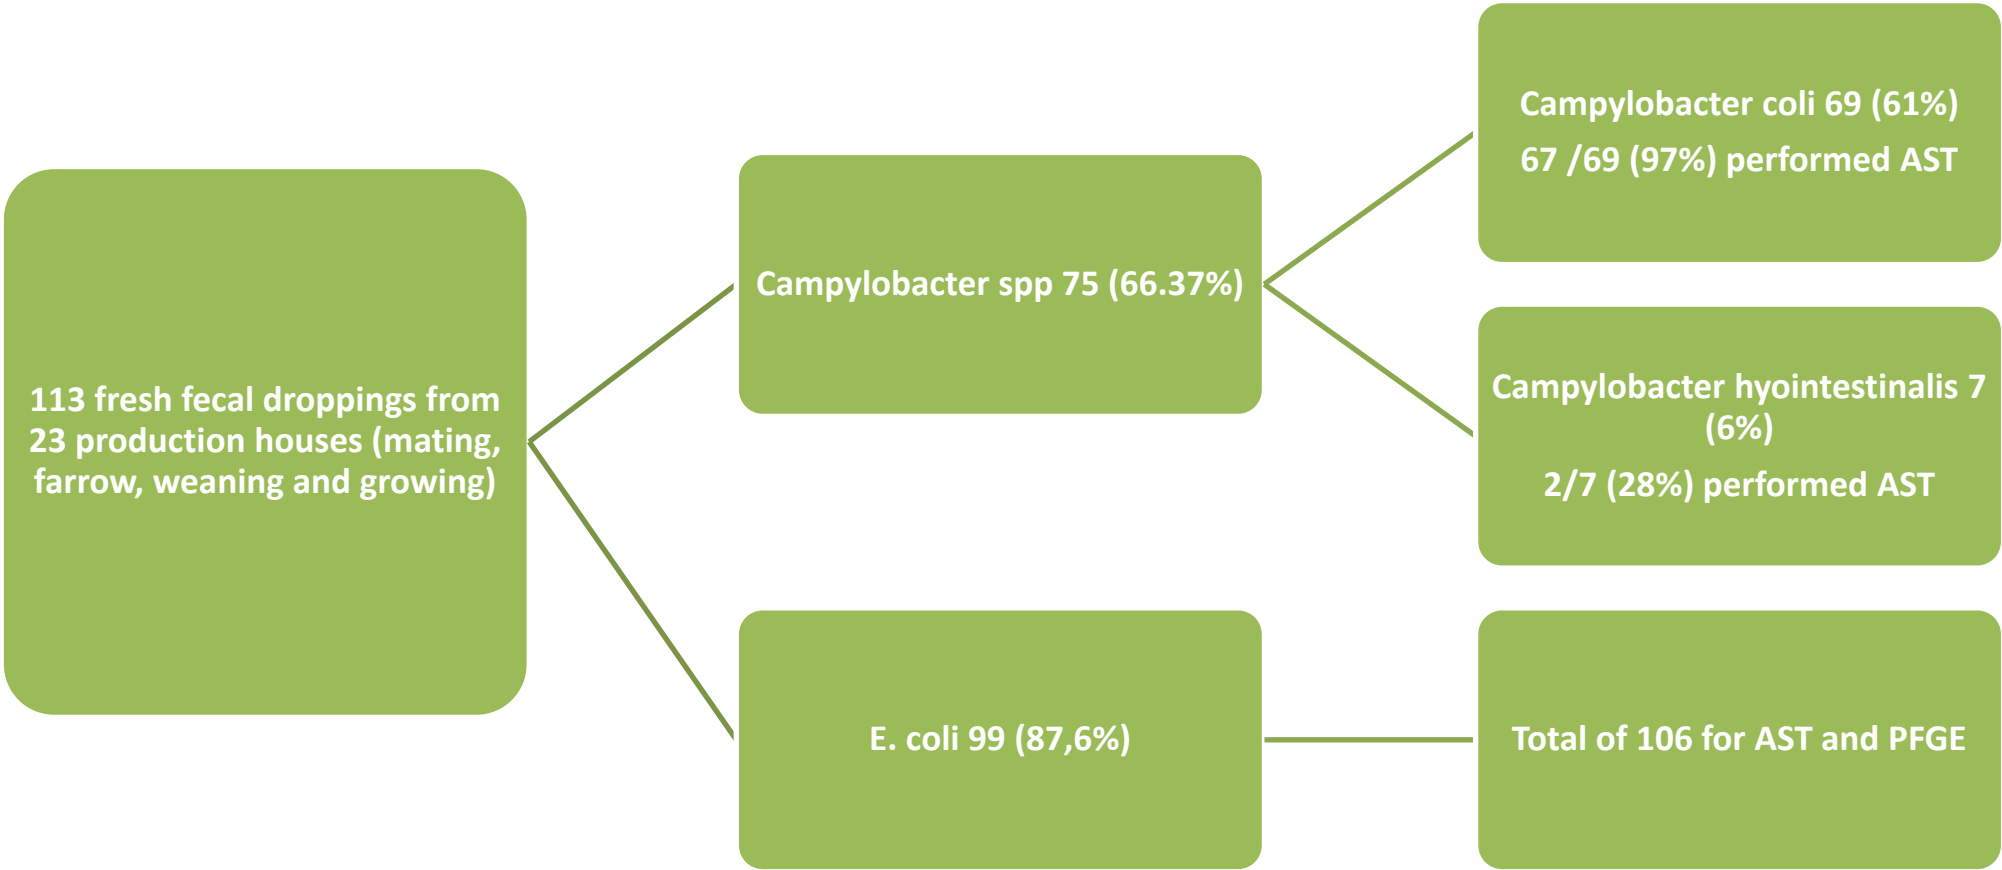 113 fresh fecal droppings from
23 production houses (mating,
farrow, weaning and growing)
Campylobacter spp 75 (66.37%)
Campylobacter coli 69 (61%)
67 /69 (97%) performed AST
Campylobacter hyointestinalis 7
(6%)
2/7 (28%) performed AST
E. coli 99 (87,6%)
Total of 106 for AST and PFGE